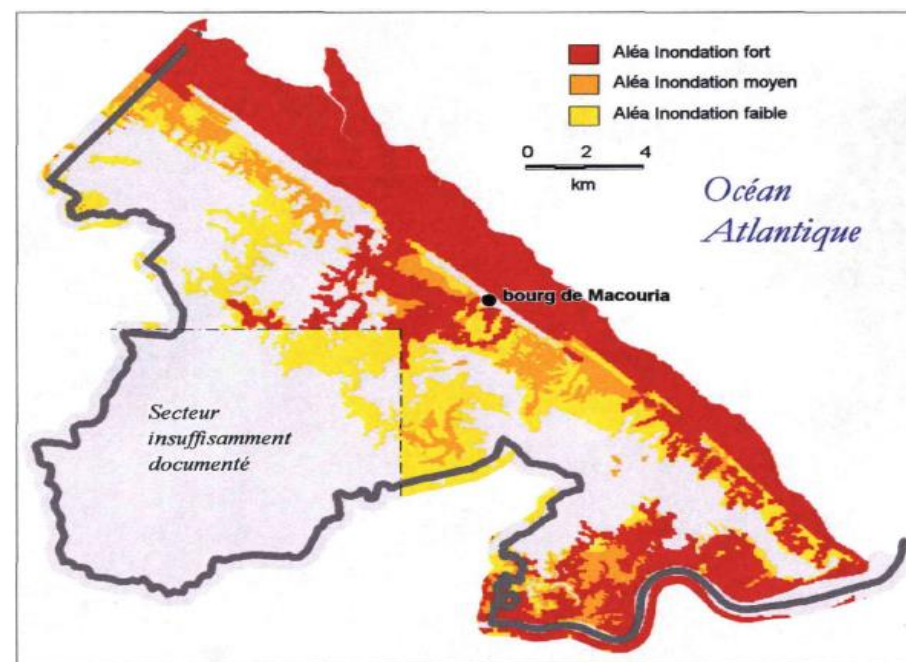 Aléa Inondation fort
Aléa Inondation moyen
Aléa Inondation faible
0 2 4
km
Océan
Atlantique
bourg de Macouria
Secteur
insuffisamment
documenté